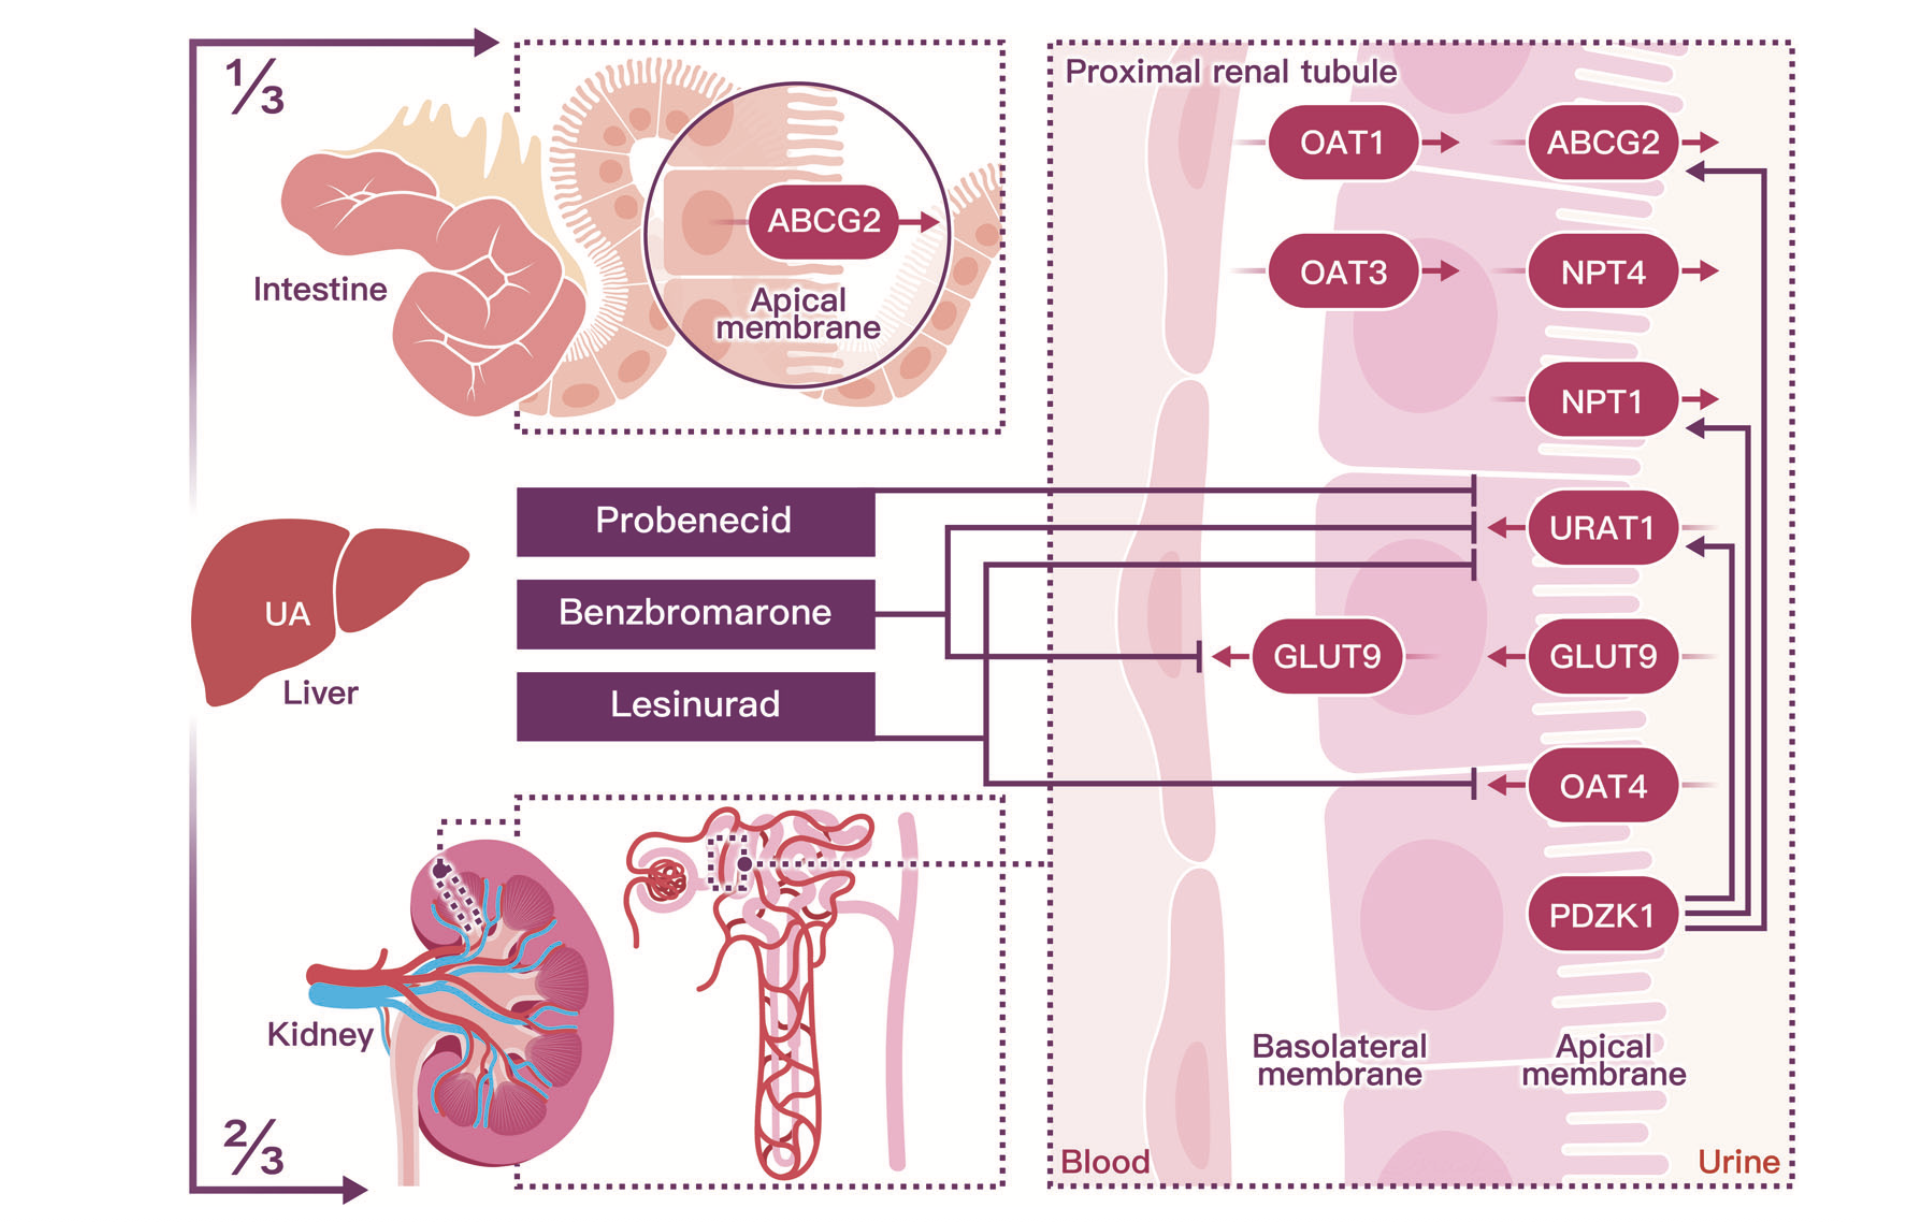 1/3
Intestine
ABCG2
Apical
membrane
UA
Liver
Probenecid
Benzbromarone
Lesinurad
Kidney
2/3
Proximal renal tubule
OAT1
ABCG2
OAT3
NPT4
NPT1
URAT1
GLUT9
GLUT9
OAT4
PDZK1
Basolateral
membrane
Apical
membrane
Blood
Urine